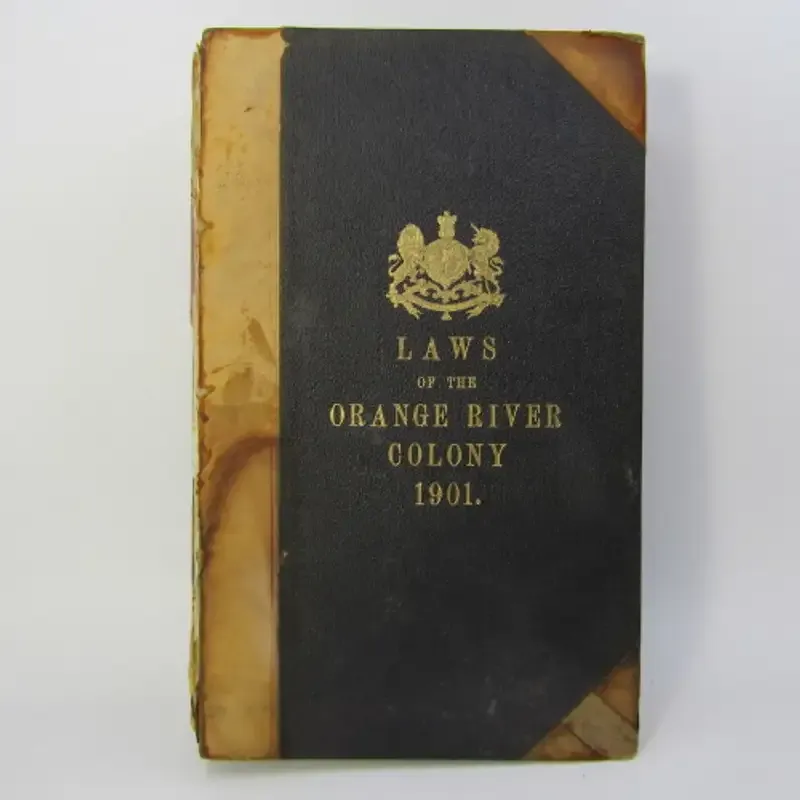 LAWS
OF THE
ORANGE RIVER
COLONY
1901.